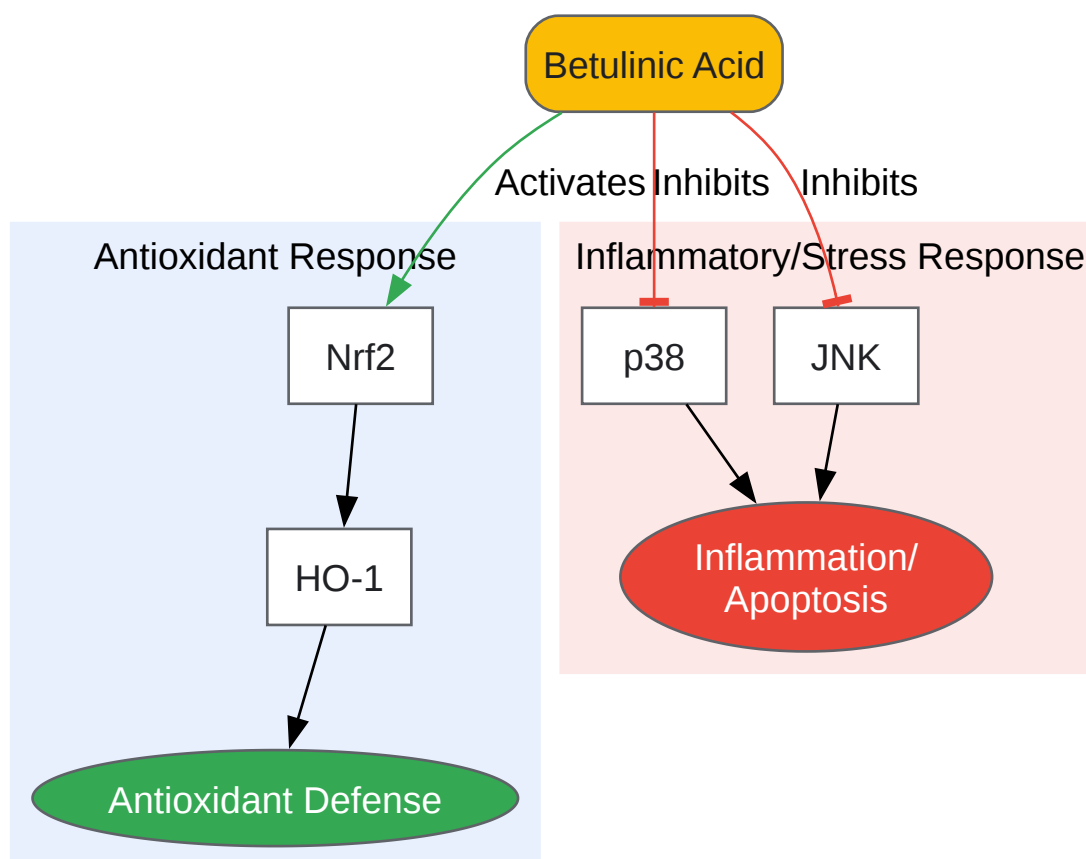 Betulinic Acid
Activates
Inhibits
Inhibits
Antioxidant Response
Inflammatory/Stress Response
Nrf2
p38
JNK
HO-1
Inflammation/
Apoptosis
Antioxidant Defense